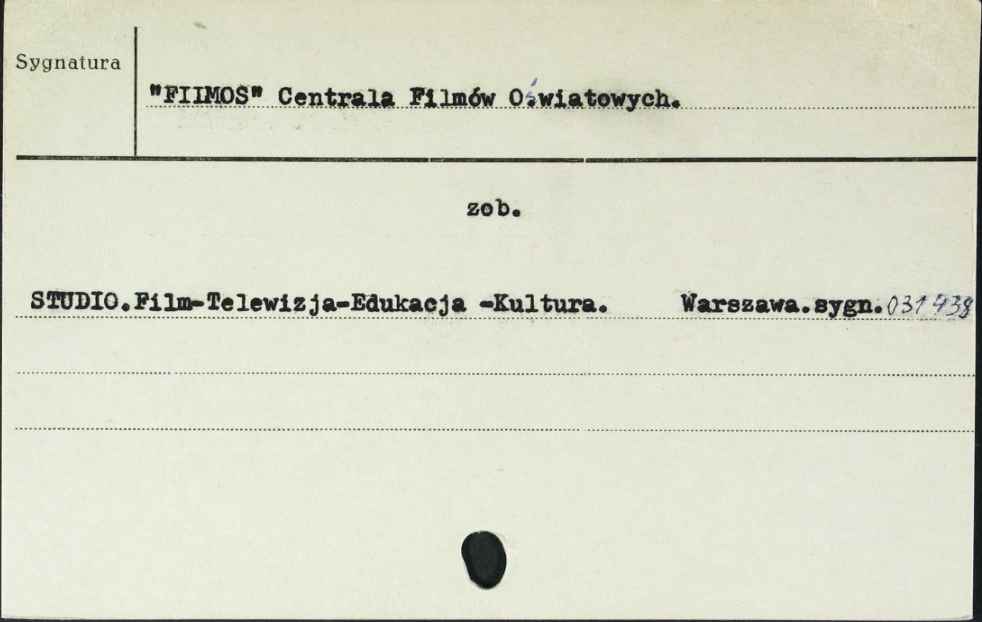 Sygnatura
"FIIMOS" Centrala Filmów Oświatowych.
zob.
STUDIO.Film-Telewizja-Edukacja -Kultura. Warszawa.sygn.031438